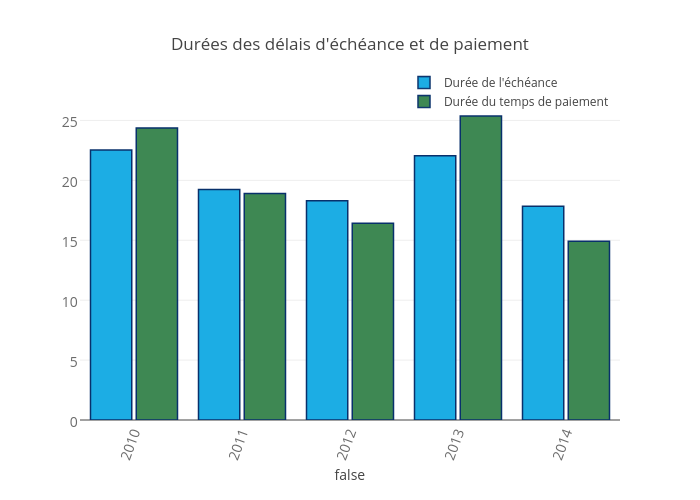 Durées des délais d'échéance et de paiement
Durée de l'échéance
Durée du temps de paiement
25
20
15
10
5
0
2010
2011
2012
2013
2014
false